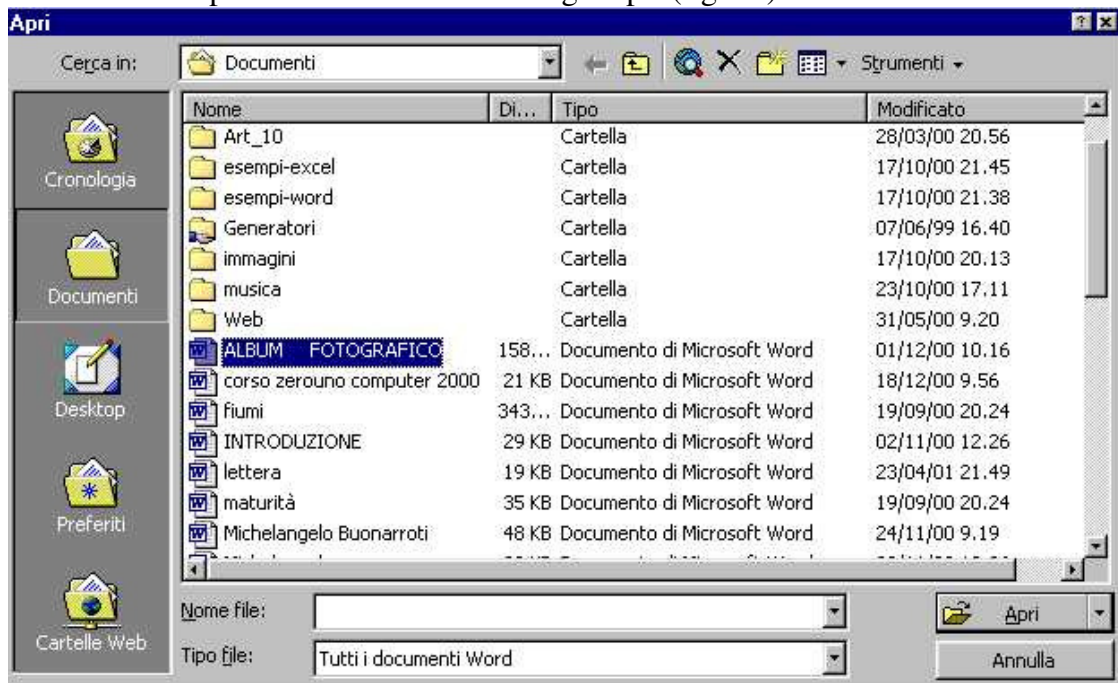 Apri
Cerca in: Documenti Strumenti
Nome Di... Tipo Modificato
Art_10 Cartella 28/03/00 20.56
esempi-excel Cartella 17/10/00 21.45
esempi-word Cartella 17/10/00 21.38
Generatori Cartella 07/06/99 16.40
immagini Cartella 17/10/00 20.13
musica Cartella 23/10/00 17.11
Web Cartella 31/05/00 9.20
ALBUM FOTOGRAFICO 158... Documento di Microsoft Word 01/12/00 10.16
corso zerouno computer 2000 21 KB Documento di Microsoft Word 18/12/00 9.56
fiumi 343... Documento di Microsoft Word 19/09/00 20.24
INTRODUZIONE 29 KB Documento di Microsoft Word 02/11/00 12.26
lettera 19 KB Documento di Microsoft Word 23/04/01 21.49
maturità 35 KB Documento di Microsoft Word 19/09/00 20.24
Michelangelo Buonarroti 48 KB Documento di Microsoft Word 24/11/00 9.19
Cronologia
Documenti
Desktop
Preferiti
Cartelle Web
Nome file: Apri
Tipo file: Tutti i documenti Word Annulla